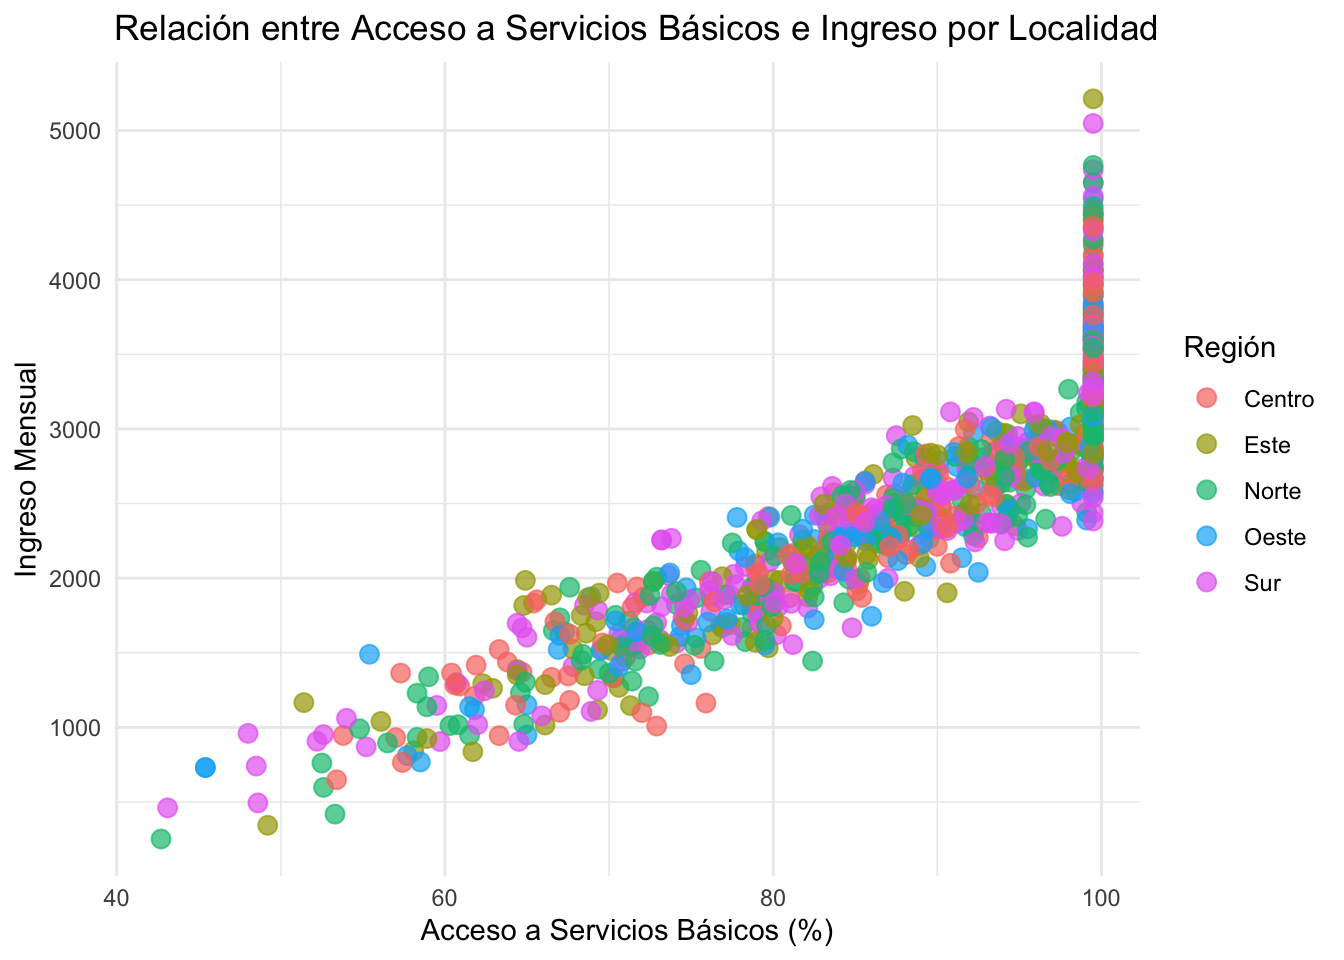 Relación entre Acceso a Servicios Básicos e Ingreso por Localidad
Ingreso Mensual
5000
4000
3000
2000
1000
40
60
80
100
Acceso a Servicios Básicos (%)
Región
Centro
Este
Norte
Oeste
Sur